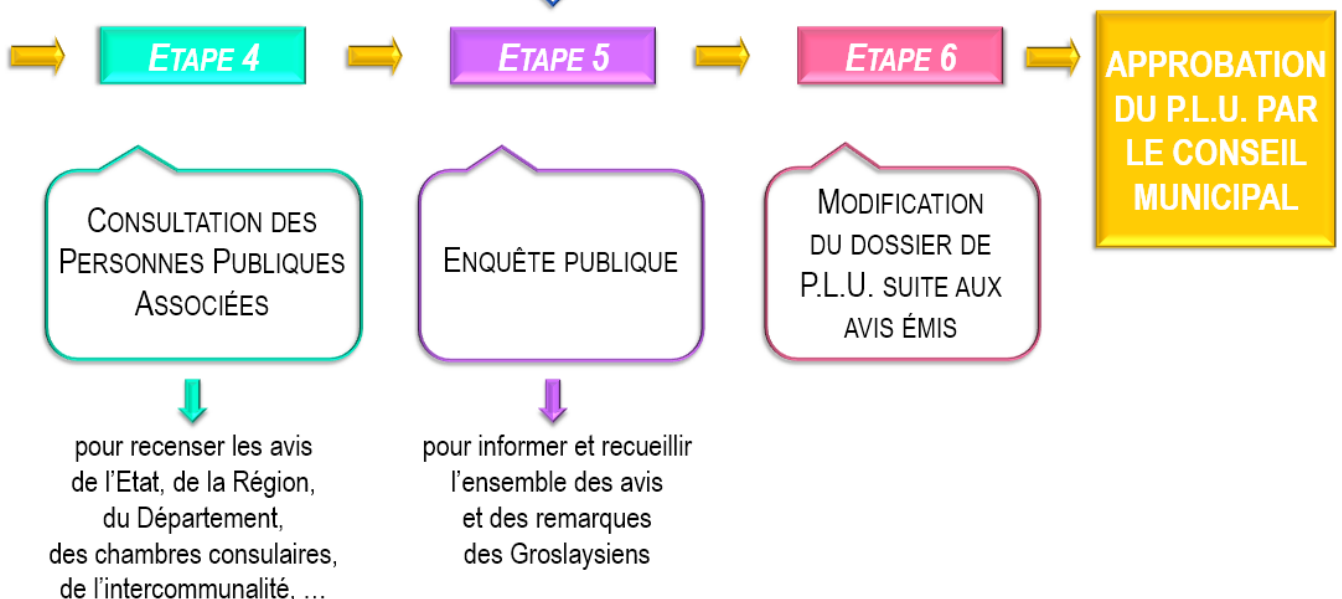 ETAPE 4
ETAPE 5
ETAPE 6
APPROBATION
DU P.L.U. PAR
LE CONSEIL
MUNICIPAL
CONSULTATION DES
PERSONNES PUBLIQUES
ASSOCIÉES
ENQUÊTE PUBLIQUE
MODIFICATION
DU DOSSIER DE
P.L.U. SUITE AUX
AVIS ÉMIS
pour recenser les avis
de l'Etat, de la Région,
du Département,
des chambres consulaires,
de l'intercommunalité, …
pour informer et recueillir
l'ensemble des avis
et des remarques
des Groslaysiens